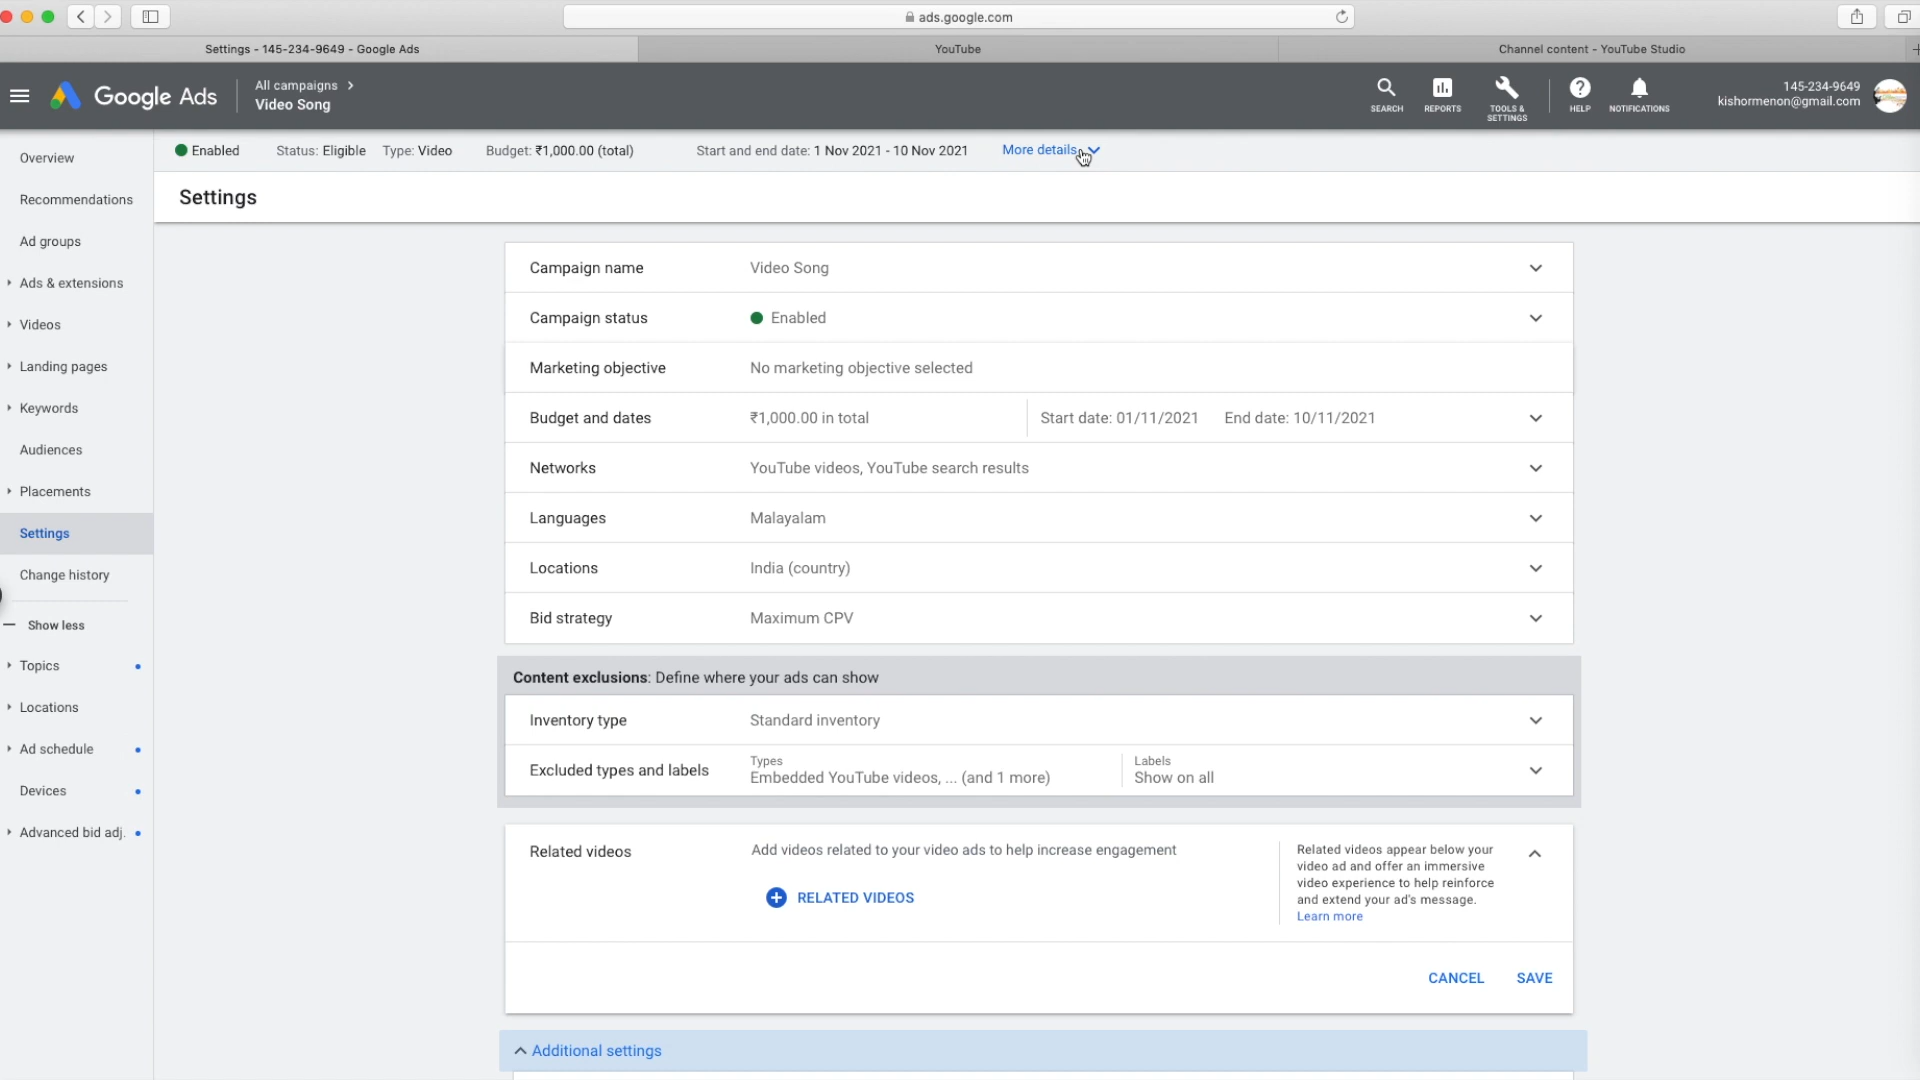 ads.google.com
Settings - 145-234-9649 - Google Ads
YouTube
Channel content - YouTube Studio
Google Ads
All campaigns
Video Song
SEARCH
REPORTS
TOOLS &
SETTINGS
HELP
NOTIFICATIONS
145-234-9649
kishormenon@gmail.com
Enabled Status: Eligible Type: Video Budget: ₹1,000.00 (total) Start and end date: 1 Nov 2021 - 10 Nov 2021 More details
Overview
Recommendations
Ad groups
Ads & extensions
Videos
Landing pages
Keywords
Audiences
Placements
Settings
Change history
Show less
Topics
Locations
Ad schedule
Devices
Advanced bid adj.
Settings
Campaign name Video Song
Campaign status Enabled
Marketing objective No marketing objective selected
Budget and dates ₹1,000.00 in total Start date: 01/11/2021 End date: 10/11/2021
Networks YouTube videos, YouTube search results
Languages Malayalam
Locations India (country)
Bid strategy Maximum CPV
Content exclusions: Define where your ads can show
Inventory type Standard inventory
Excluded types and labels
Types
Embedded YouTube videos, ... (and 1 more)
Labels
Show on all
Related videos
Add videos related to your video ads to help increase engagement
RELATED VIDEOS
Related videos appear below your
video ad and offer an immersive
video experience to help reinforce
and extend your ad's message.
Learn more
CANCEL SAVE
Additional settings